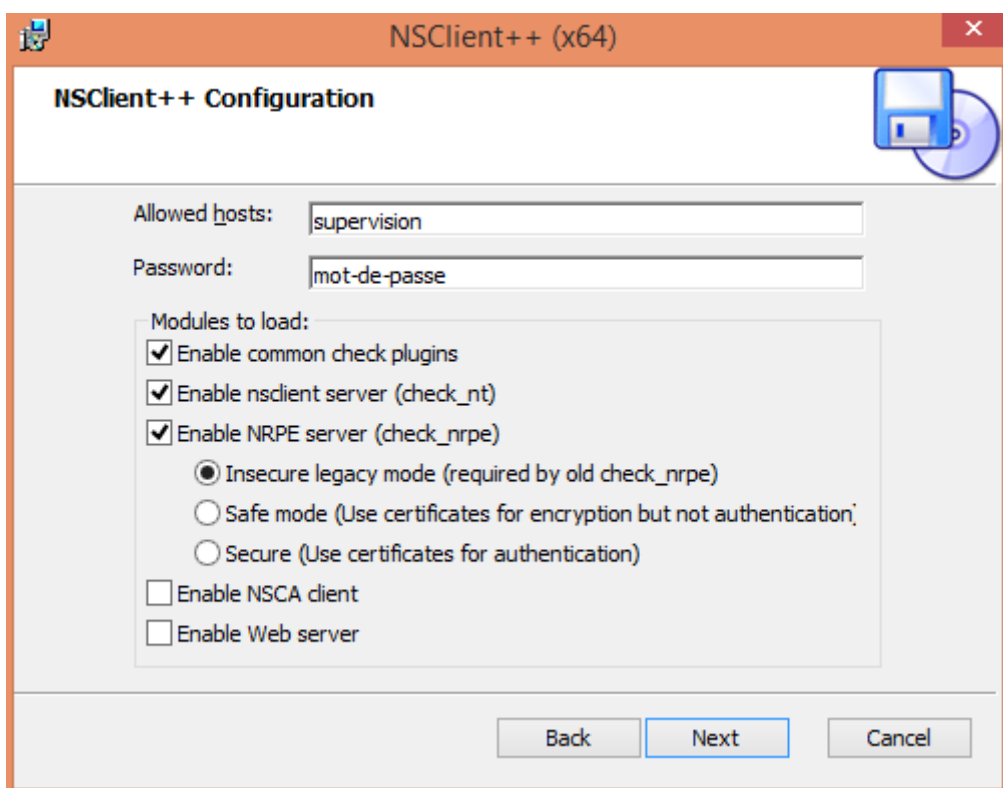 NSClient++ (x64)
NSClient++ Configuration
Allowed hosts: supervision
Password: mot-de-passe
Modules to load:
Enable common check plugins
Enable nsclient server (check_nt)
Enable NRPE server (check_nrpe)
Insecure legacy mode (required by old check_nrpe)
Safe mode (Use certificates for encryption but not authentication)
Secure (Use certificates for authentication)
Enable NSCA client
Enable Web server
Back Next Cancel